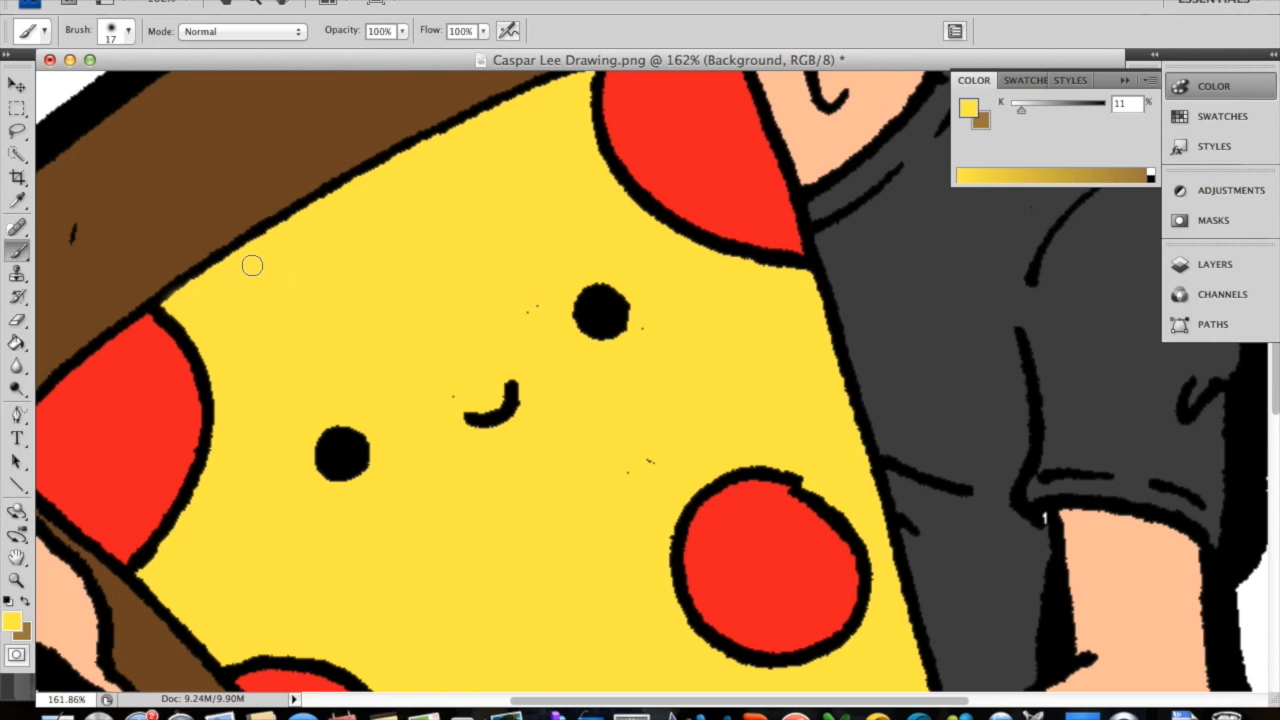 ESSENTIALS
Brush: 17 Mode: Normal Opacity: 100% Flow: 100%
Caspar Lee Drawing.png @ 162% (Background, RGB/8) *
COLOR SWATCHE STYLES
K 11 %
COLOR
SWATCHES
STYLES
ADJUSTMENTS
MASKS
LAYERS
CHANNELS
PATHS
T
161.86% Doc: 9.24M/9.90M